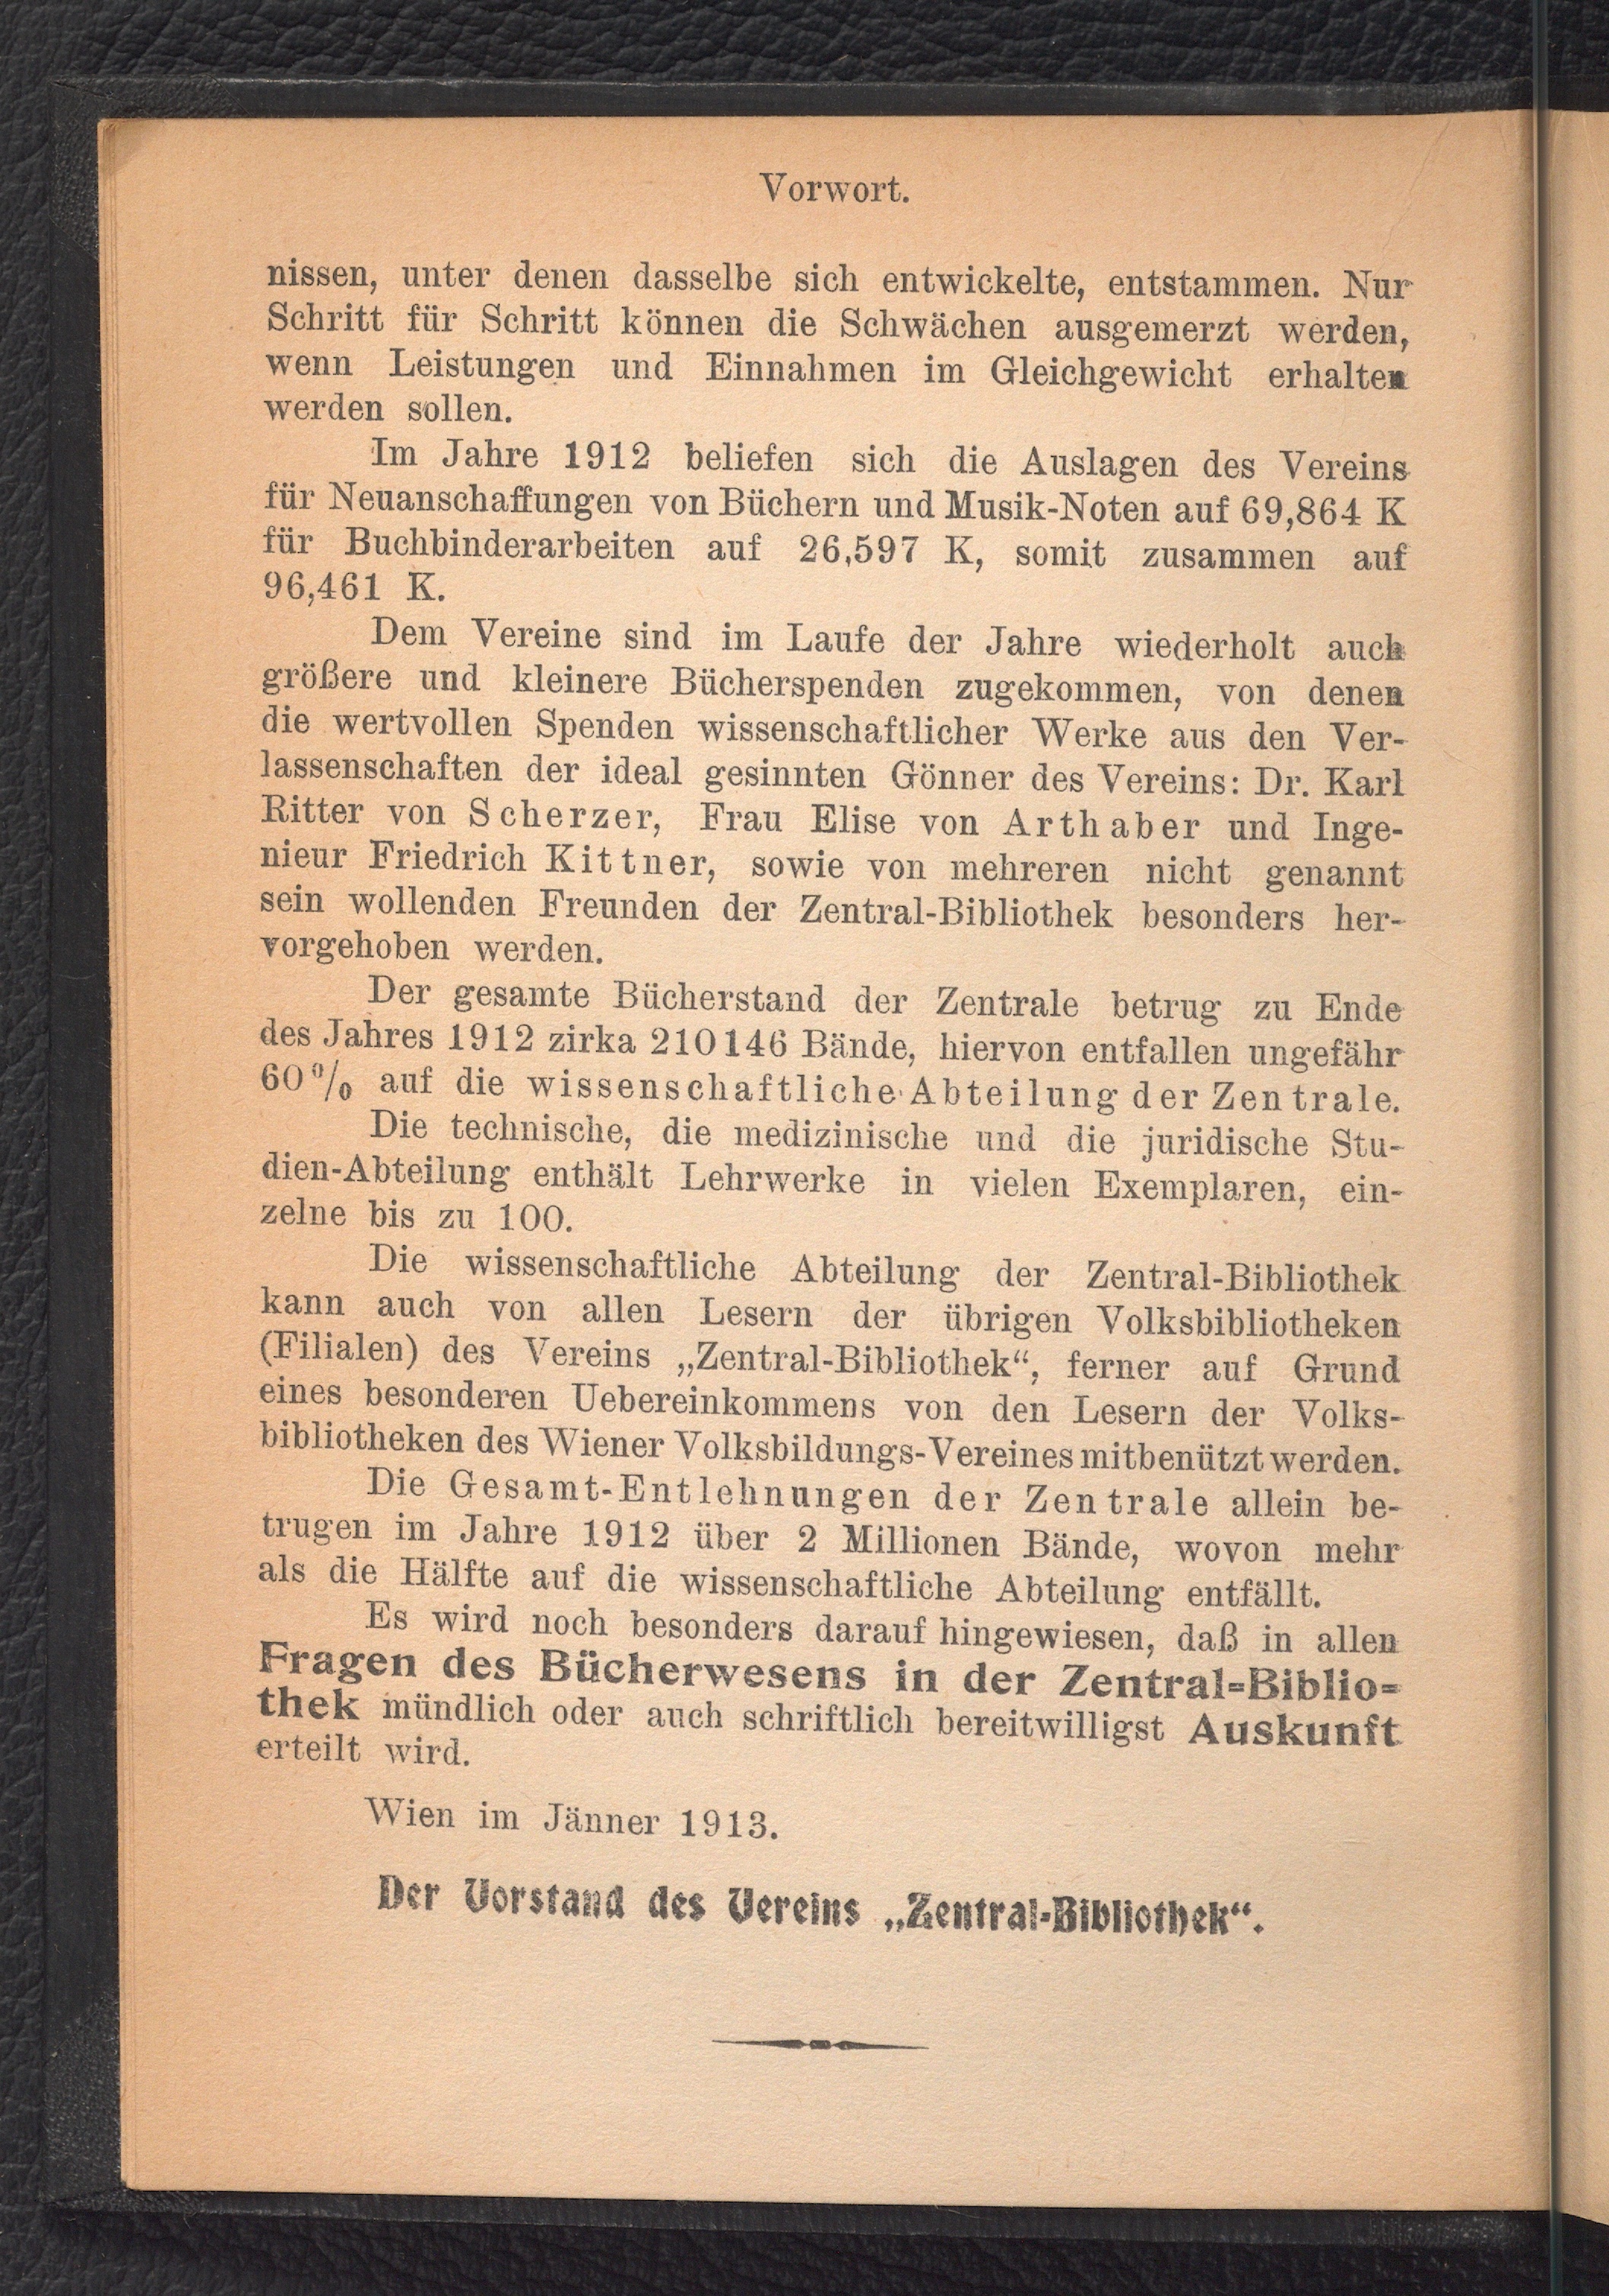 Vorwort.
nissen, unter denen dasselbe sich entwickelte, entstammen. Nur
Schritt für Schritt können die Schwächen ausgemerzt werden,
wenn Leistungen und Einnahmen im Gleichgewicht erhalten
werden sollen.
Im Jahre 1912 beliefen sich die Auslagen des Vereins
für Neuanschaffungen von Büchern und Musik-Noten auf 69,864 K
für Buchbinderarbeiten auf 26,597 K, somit zusammen auf
96,461 K.
Dem Vereine sind im Laufe der Jahre wiederholt auch
größere und kleinere Bücherspenden zugekommen, von denen
die wertvollen Spenden wissenschaftlicher Werke aus den Ver-
lassenschaften der ideal gesinnten Gönner des Vereins: Dr. Karl
Ritter von Scherzer, Frau Elise von Arthaber und Inge-
nieur Friedrich Kittner, sowie von mehreren nicht genannt
sein wollenden Freunden der Zentral-Bibliothek besonders her-
vorgehoben werden.
Der gesamte Bücherstand der Zentrale betrug zu Ende
des Jahres 1912 zirka 210146 Bände, hiervon entfallen ungefähr
60% auf die wissenschaftliche Abteilung der Zentrale.
Die technische, die medizinische und die juridische Stu-
dien-Abteilung enthält Lehrwerke in vielen Exemplaren, ein-
zelne bis zu 100.
Die wissenschaftliche Abteilung der Zentral-Bibliothek
kann auch von allen Lesern der übrigen Volksbibliotheken
(Filialen) des Vereins „Zentral-Bibliothek“, ferner auf Grund
eines besonderen Uebereinkommens von den Lesern der Volks-
bibliotheken des Wiener Volksbildungs-Vereines mitbenützt werden.
Die Gesamt-Entlehnungen der Zentrale allein be-
trugen im Jahre 1912 über 2 Millionen Bände, wovon mehr
als die Hälfte auf die wissenschaftliche Abteilung entfällt.
Es wird noch besonders darauf hingewiesen, daß in allen
Fragen des Bücherwesens in der Zentral-Biblio-
thek mündlich oder auch schriftlich bereitwilligst Auskunft
erteilt wird.
Wien im Jänner 1913.
Der Vorstand des Vereins „Zentral-Bibliothek“.